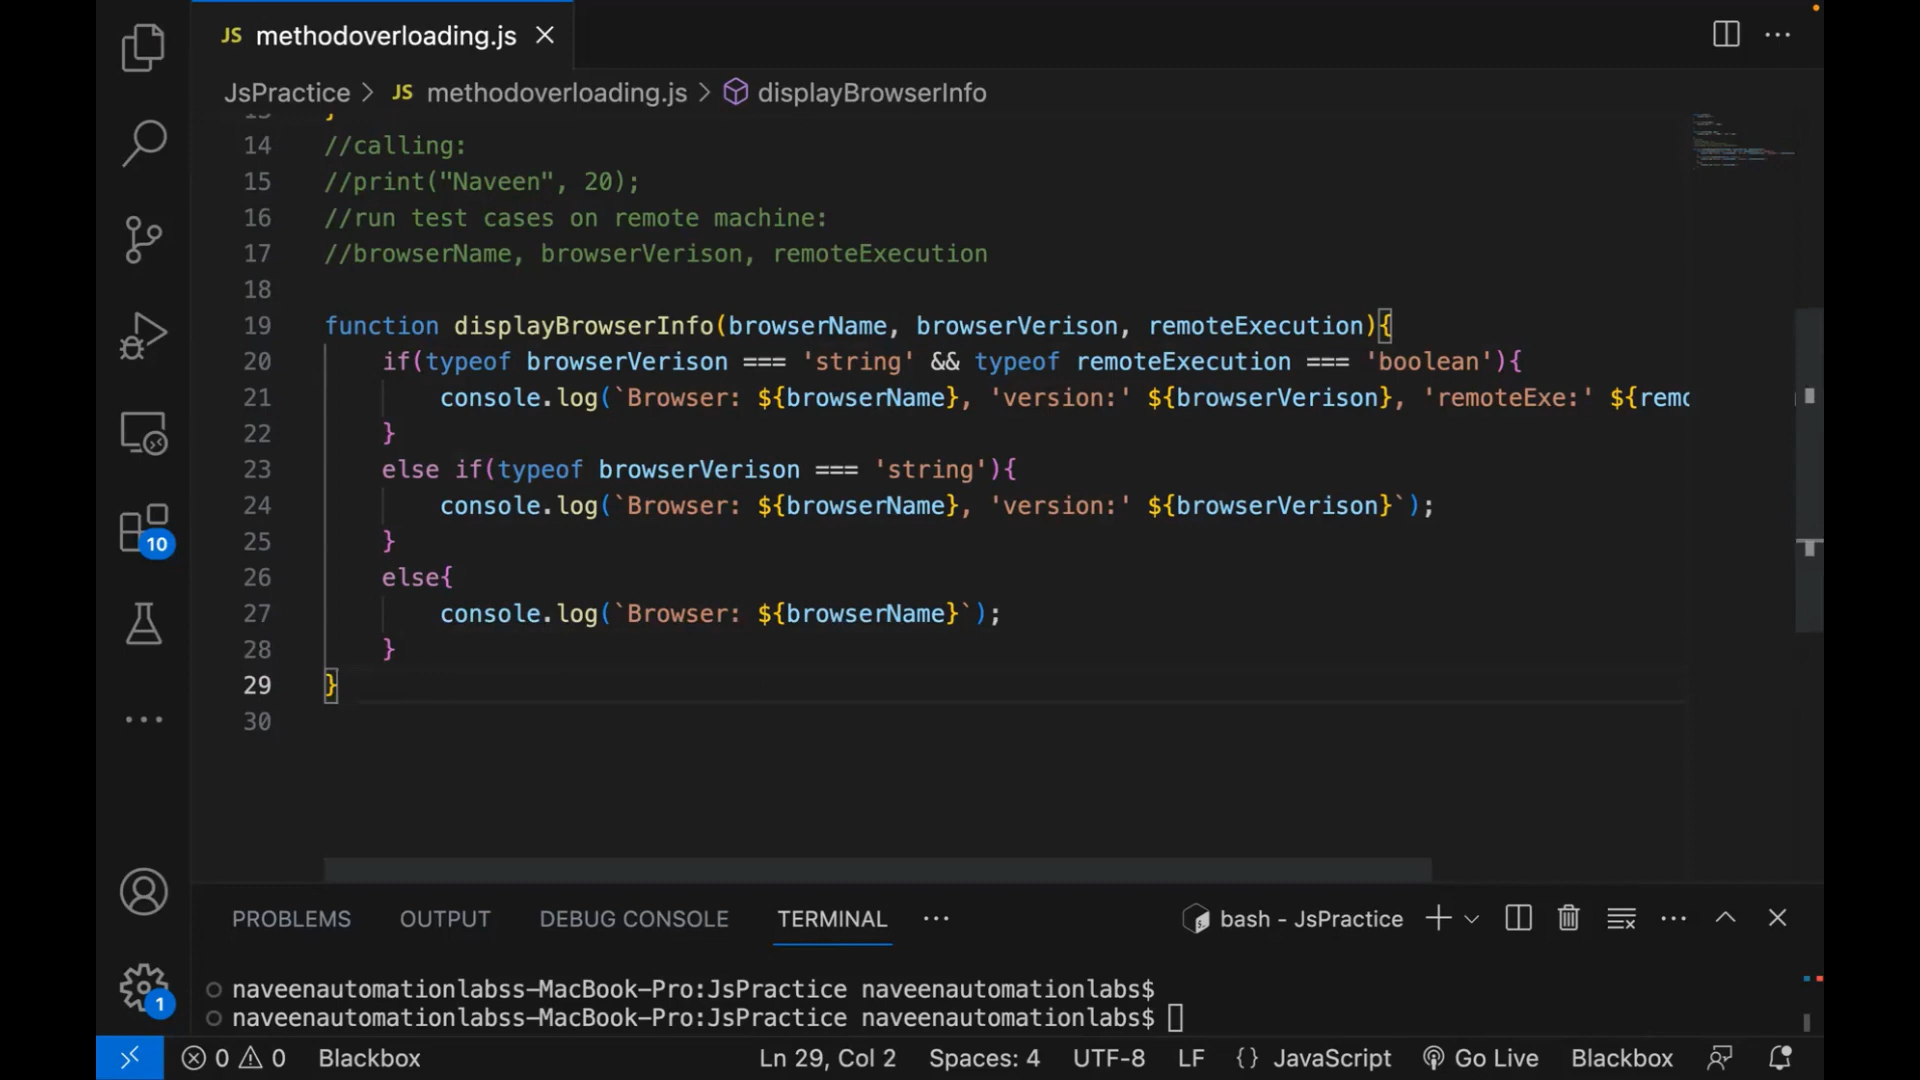 JS methodoverloading.js
JsPractice > JS methodoverloading.js > displayBrowserInfo
13 }
14 //calling:
15 //print("Naveen", 20);
16 //run test cases on remote machine:
17 //browserName, browserVerison, remoteExecution
18
19 function displayBrowserInfo(browserName, browserVerison, remoteExecution){
20 if(typeof browserVerison === 'string' && typeof remoteExecution === 'boolean'){
21 console.log(`Browser: ${browserName}, 'version:' ${browserVerison}, 'remoteExe:' ${remo
22 }
23 else if(typeof browserVerison === 'string'){
24 console.log(`Browser: ${browserName}, 'version:' ${browserVerison}`);
25 }
26 else{
27 console.log(`Browser: ${browserName}`);
28 }
29 }
30
10
PROBLEMS OUTPUT DEBUG CONSOLE TERMINAL ··· bash - JsPractice
naveenautomationlabss-MacBook-Pro:JsPractice naveenautomationlabs$
naveenautomationlabss-MacBook-Pro:JsPractice naveenautomationlabs$
1
0 0 Blackbox Ln 29, Col 2 Spaces: 4 UTF-8 LF {} JavaScript Go Live Blackbox